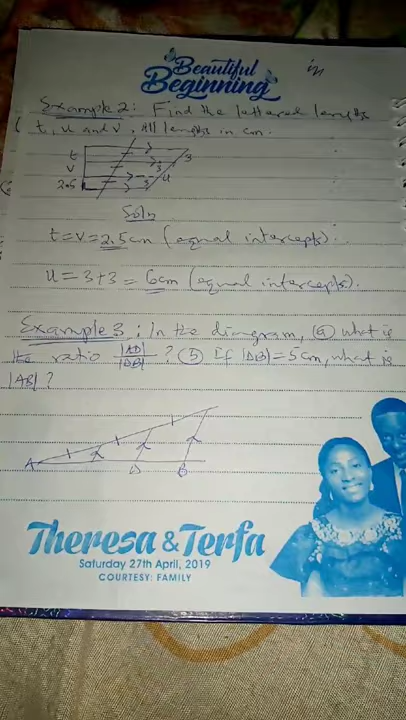 Beautiful
Beginning
in
Example 2: Find the lettered lengths
t, u and v, All lengths in cm.
t
3
v
3
2.5
3
u
Soln
t=v=2.5cm (equal intercepts).
u=3+3=6cm (equal intercepts).
Example 3: In the diagram, (a) what is
the ratio |AD|/|DB| ? (b) If |DB|=5cm, what is
|AB| ?
A
D
B
Theresa & Terfa
Saturday 27th April, 2019
COURTESY: FAMILY